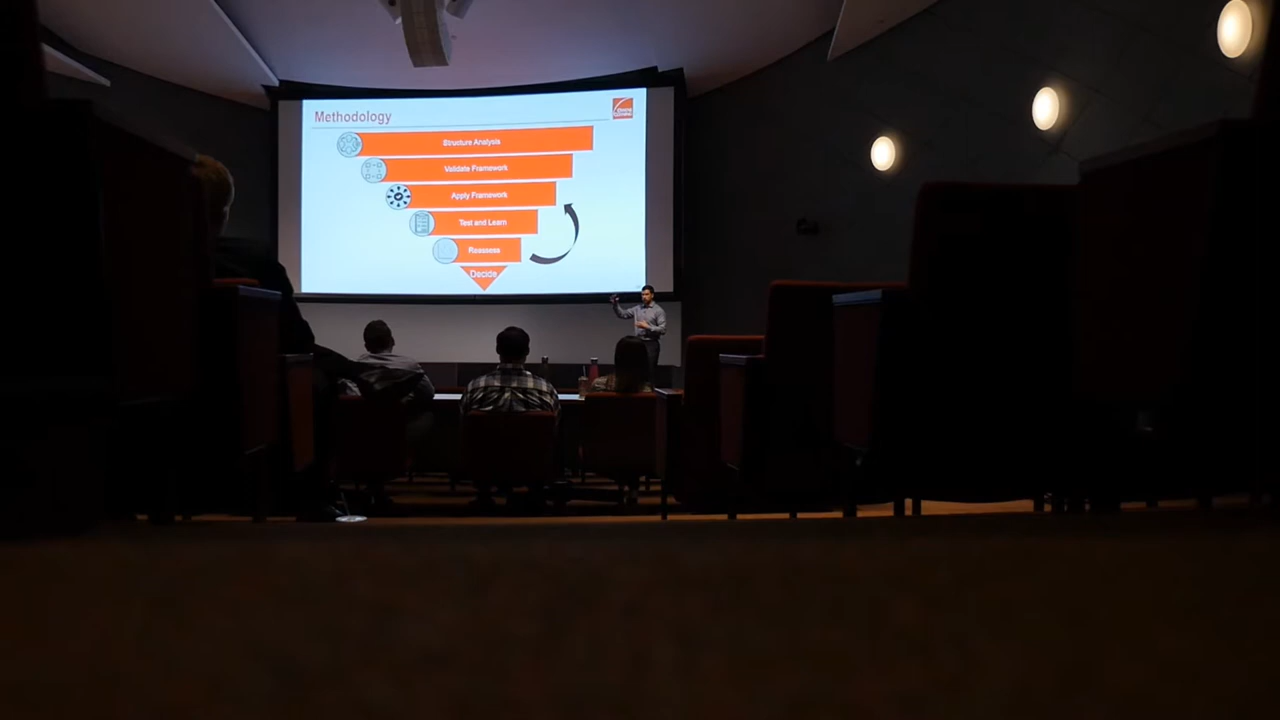 Methodology
Structure Analysis
Validate Framework
Apply Framework
Test and Learn
Reassess
Decide